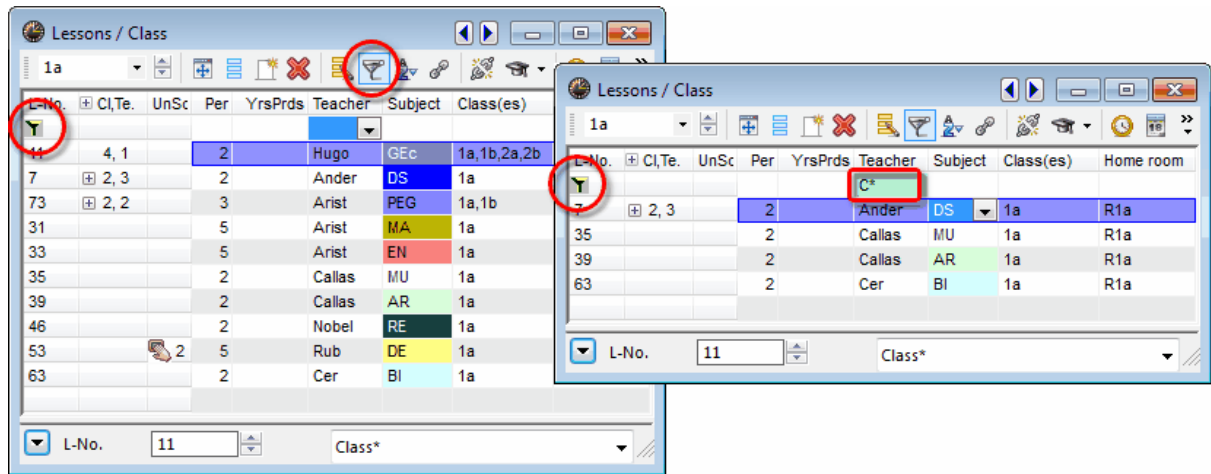 Lessons / Class
1a
L-No. Cl,Te. UnSc Per YrsPrds Teacher Subject Class(es)
11 4, 1 2 Hugo GEc 1a,1b,2a,2b
7 2, 3 2 Ander DS 1a
73 2, 2 3 Arist PEG 1a,1b
31 5 Arist MA 1a
33 5 Arist EN 1a
35 2 Callas MU 1a
39 2 Callas AR 1a
46 2 Nobel RE 1a
53 2 5 Rub DE 1a
63 2 Cer BI 1a
L-No. 11 Class*
Lessons / Class
1a
L-No. Cl,Te. UnSc Per YrsPrds Teacher Subject Class(es) Home room
C*
7 2, 3 2 Ander DS 1a R1a
35 2 Callas MU 1a R1a
39 2 Callas AR 1a R1a
63 2 Cer BI 1a R1a
L-No. 11 Class*